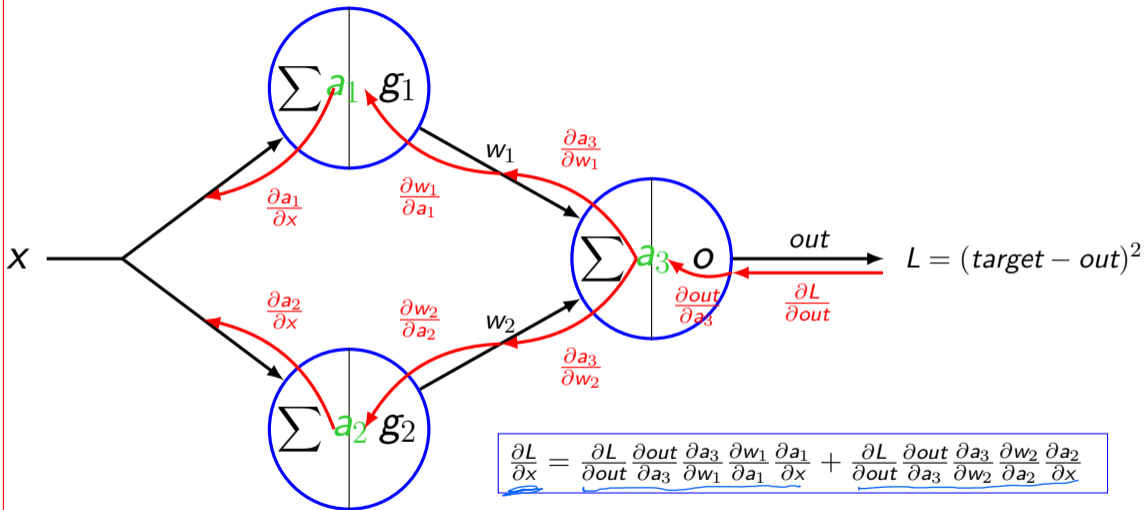 ∑ a₁ g₁
w₁
∂a₃/∂w₁
∂a₁/∂x
∂w₁/∂a₁
x
∑ a₃ o
out
L = (target − out)²
∂out/∂a₃
∂L/∂out
∂a₂/∂x
∂w₂/∂a₂
w₂
∂a₃/∂w₂
∑ a₂ g₂
∂L/∂x = ∂L/∂out ∂out/∂a₃ ∂a₃/∂w₁ ∂w₁/∂a₁ ∂a₁/∂x + ∂L/∂out ∂out/∂a₃ ∂a₃/∂w₂ ∂w₂/∂a₂ ∂a₂/∂x